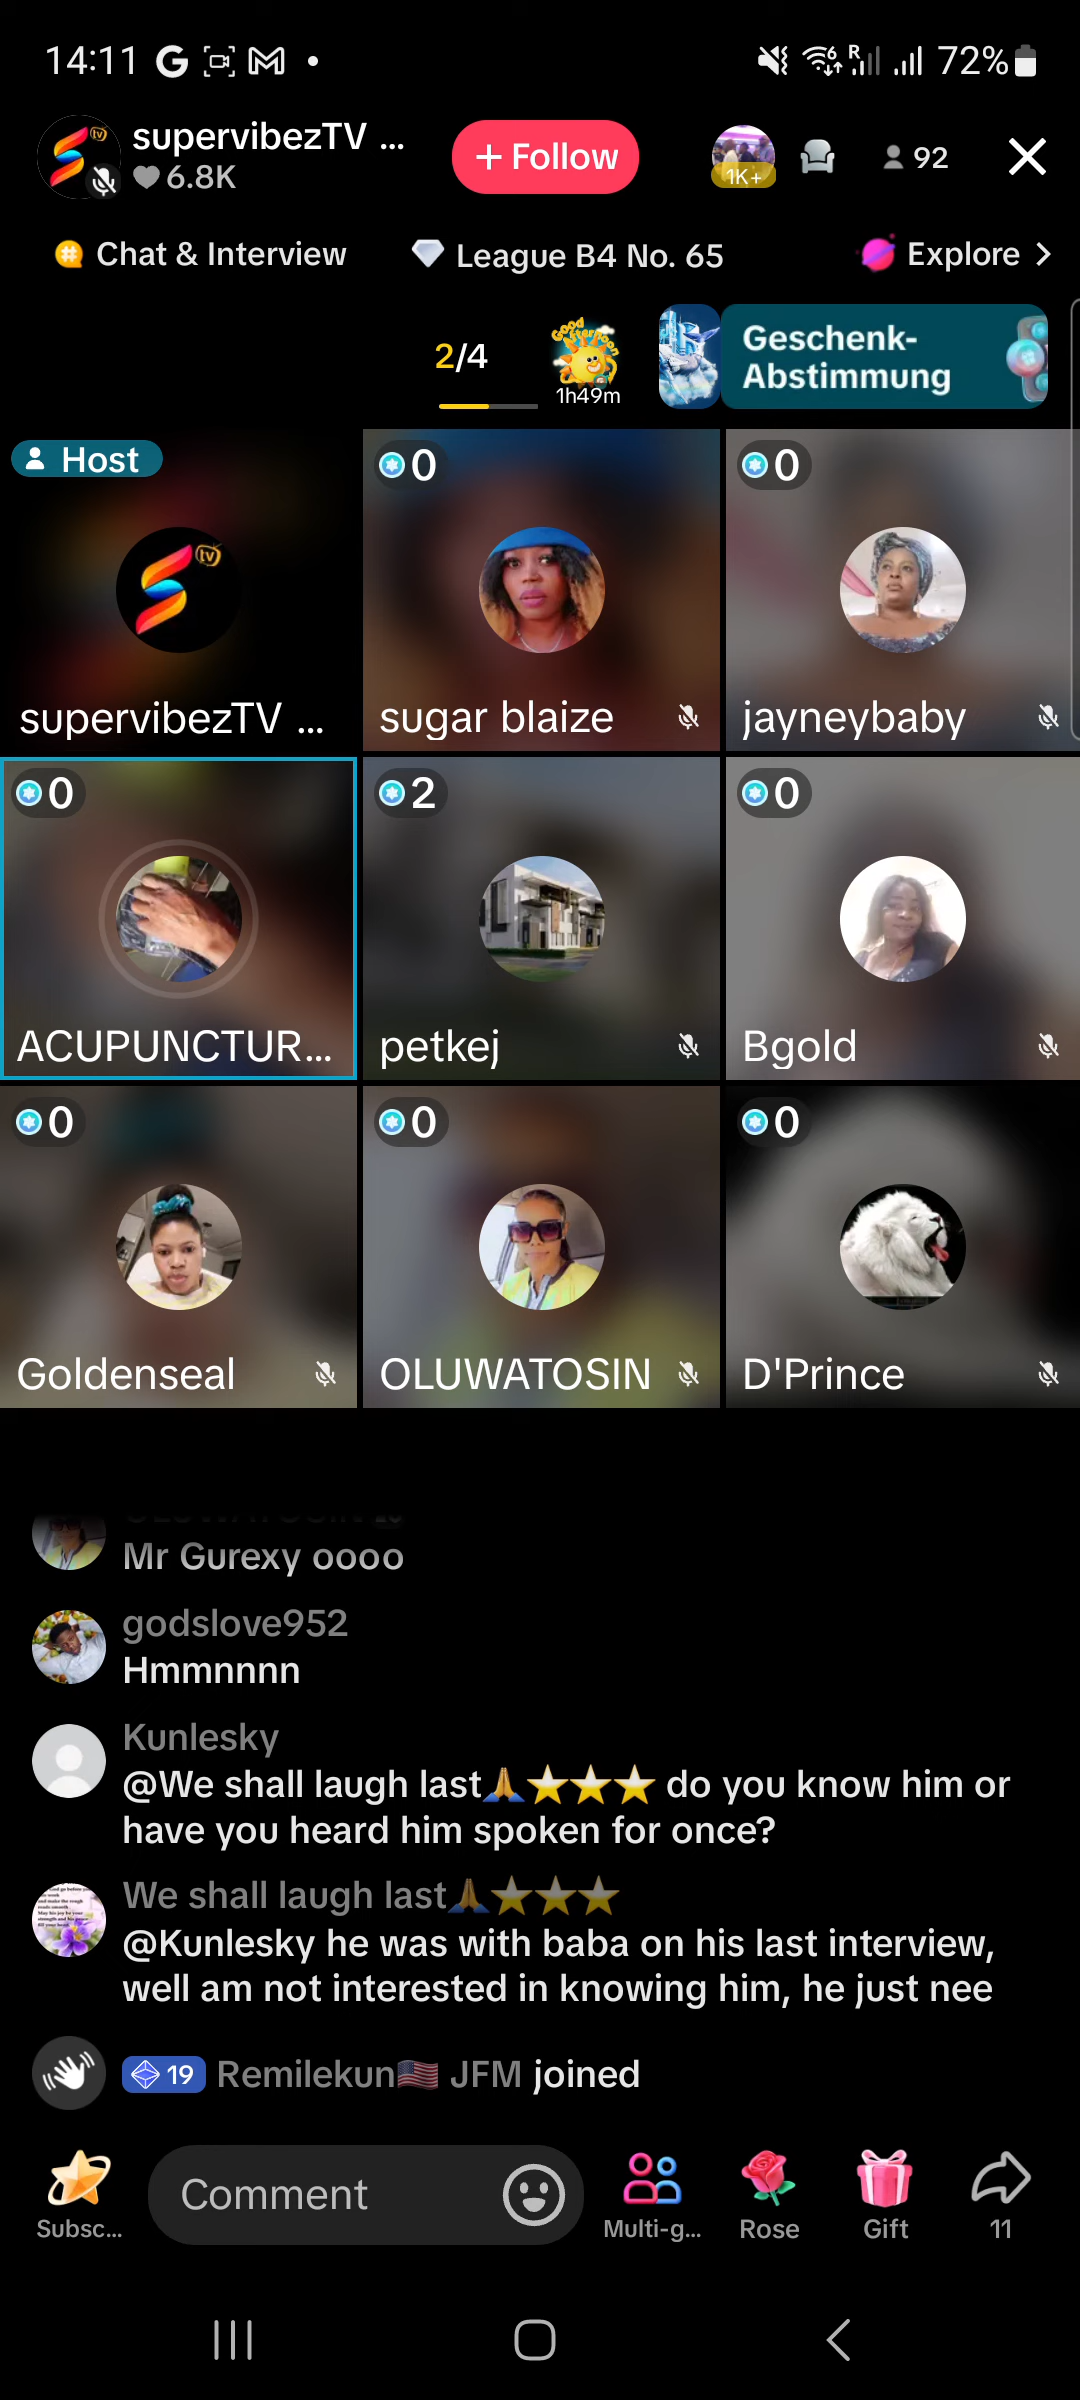 14:11
R
72%
supervibezTV ...
6.8K
+ Follow
1K+
92
Chat & Interview
League B4 No. 65
Explore >
2/4
Good Afternoon
1h49m
Geschenk-
Abstimmung
Host
tv
supervibezTV ...
0
sugar blaize
0
jayneybaby
0
ACUPUNCTUR...
2
petkej
0
Bgold
0
Goldenseal
0
OLUWATOSIN
0
D'Prince
Mr Gurexy oooo
godslove952
Hmmnnnn
Kunlesky
@We shall laugh last🙏⭐⭐⭐ do you know him or
have you heard him spoken for once?
We shall laugh last🙏⭐⭐⭐
@Kunlesky he was with baba on his last interview,
well am not interested in knowing him, he just nee
19 Remilekun🇺🇸 JFM joined
Comment
Subsc...
Multi-g...
Rose
Gift
11